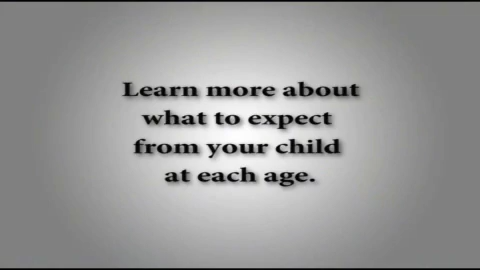 Learn more about
what to expect
from your child
at each age.